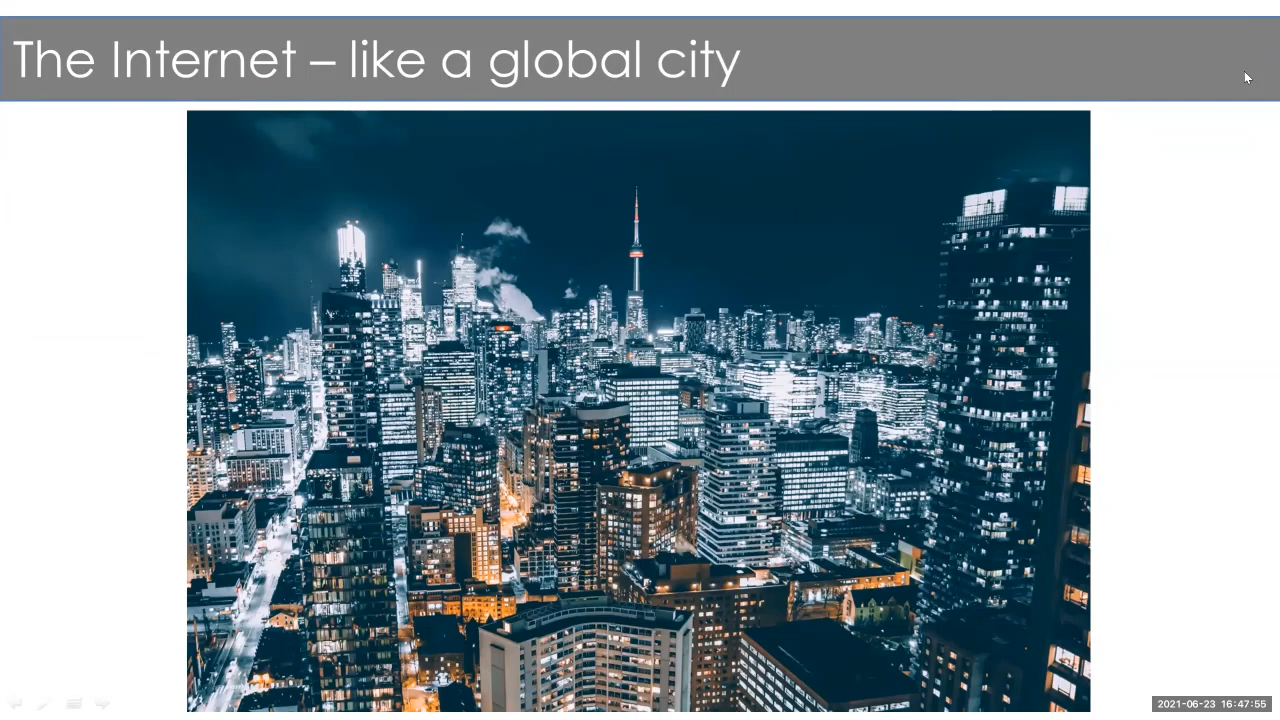 The Internet – like a global city
2021-06-23 16:47:55